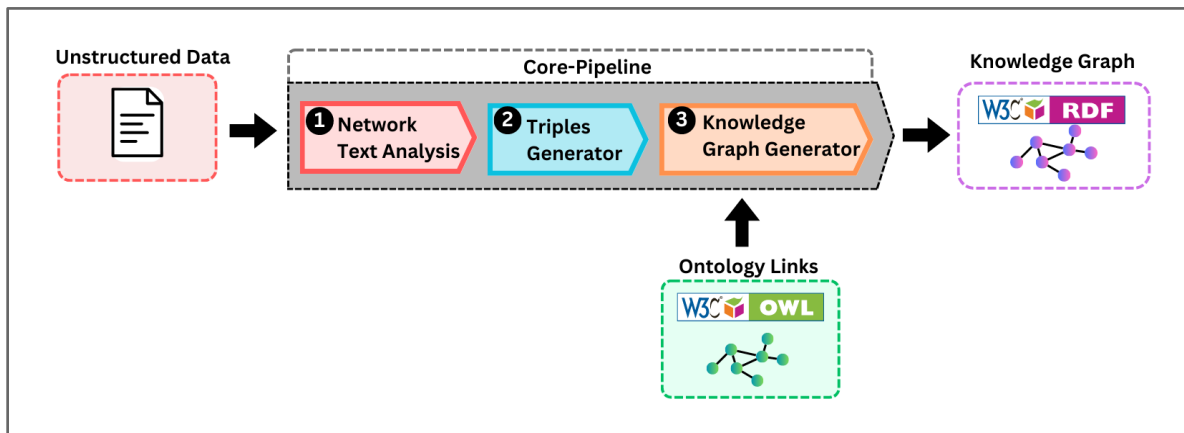 Unstructured Data
Core-Pipeline
1 Network
Text Analysis
2 Triples
Generator
3 Knowledge
Graph Generator
Knowledge Graph
W3C® RDF
Ontology Links
W3C® OWL